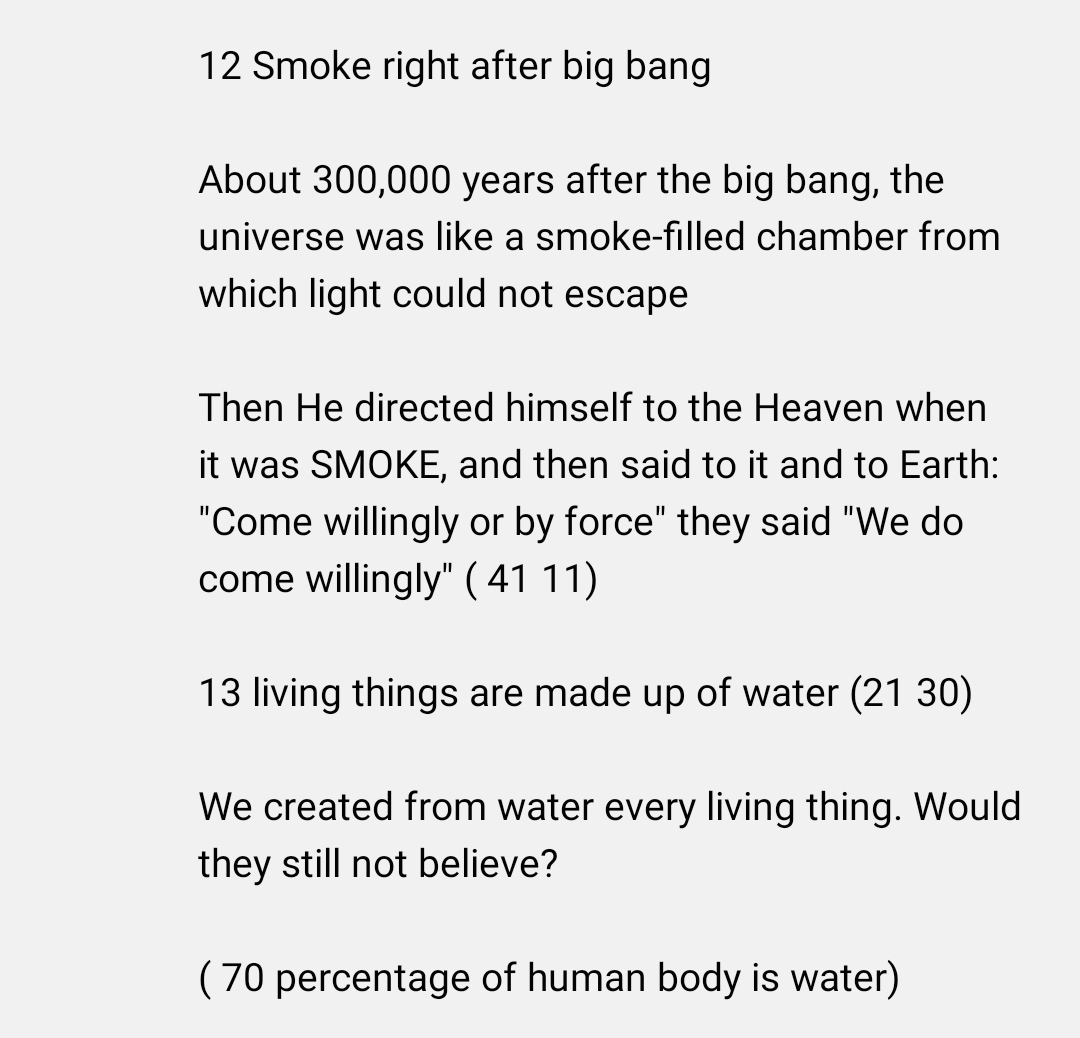 12 Smoke right after big bang
About 300,000 years after the big bang, the
universe was like a smoke-filled chamber from
which light could not escape
Then He directed himself to the Heaven when
it was SMOKE, and then said to it and to Earth:
"Come willingly or by force" they said "We do
come willingly" ( 41 11)
13 living things are made up of water (21 30)
We created from water every living thing. Would
they still not believe?
( 70 percentage of human body is water)